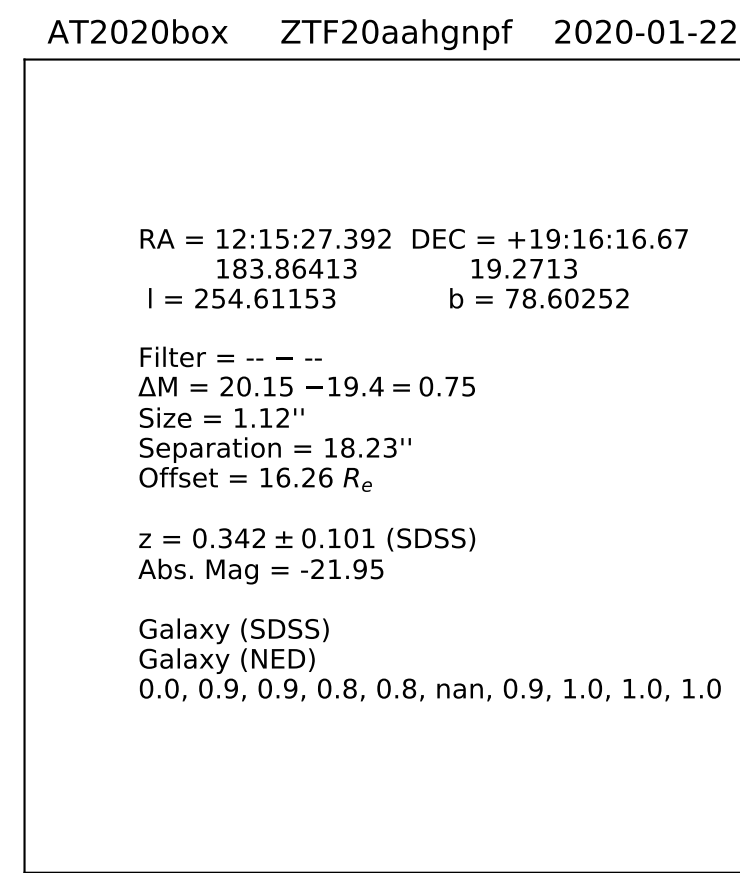 AT2020box ZTF20aahgnpf 2020-01-22
RA = 12:15:27.392 DEC = +19:16:16.67
183.86413 19.2713
l = 254.61153 b = 78.60252
Filter = -- − --
ΔM = 20.15 −19.4 = 0.75
Size = 1.12''
Separation = 18.23''
Offset = 16.26 Re
z = 0.342 ± 0.101 (SDSS)
Abs. Mag = -21.95
Galaxy (SDSS)
Galaxy (NED)
0.0, 0.9, 0.9, 0.8, 0.8, nan, 0.9, 1.0, 1.0, 1.0